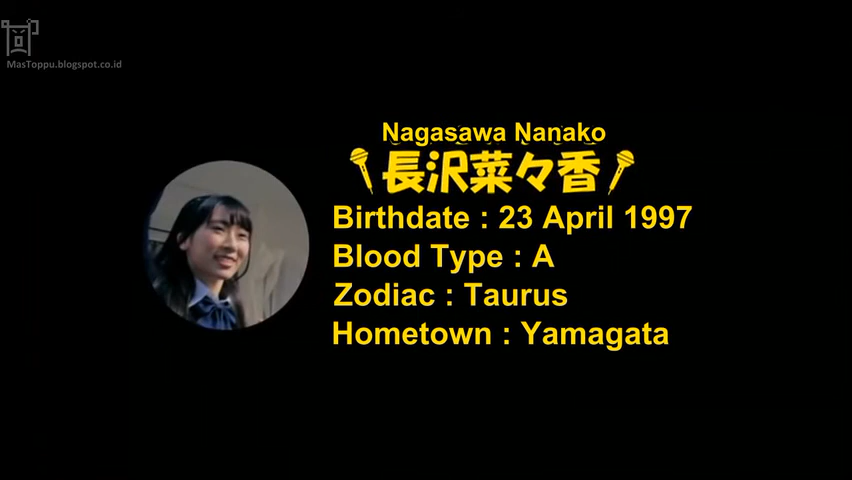 MasToppu.blogspot.co.id
Nagasawa Nanako
長沢菜々香
Birthdate : 23 April 1997
Blood Type : A
Zodiac : Taurus
Hometown : Yamagata